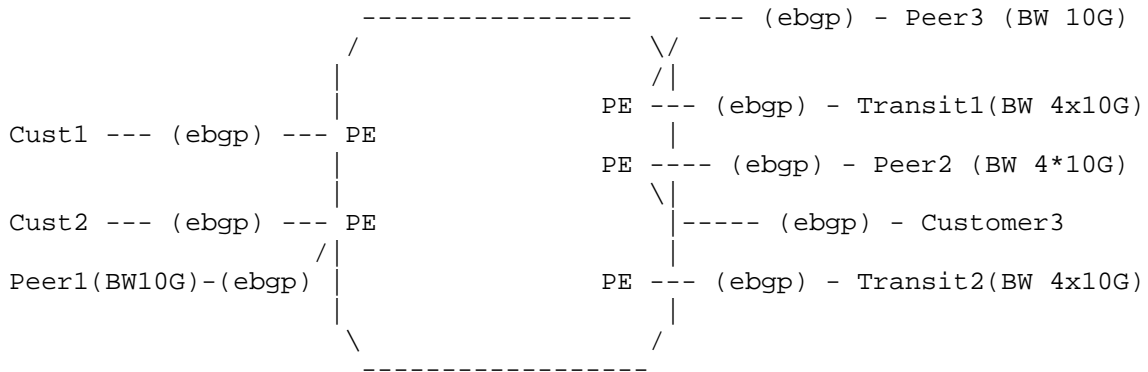 --- (ebgp) - Peer3 (BW 10G)
PE --- (ebgp) - Transit1(BW 4x10G)
Cust1 --- (ebgp) --- PE
PE ---- (ebgp) - Peer2 (BW 4*10G)
Cust2 --- (ebgp) --- PE
|----- (ebgp) - Customer3
Peer1(BW10G)-(ebgp)
PE --- (ebgp) - Transit2(BW 4x10G)